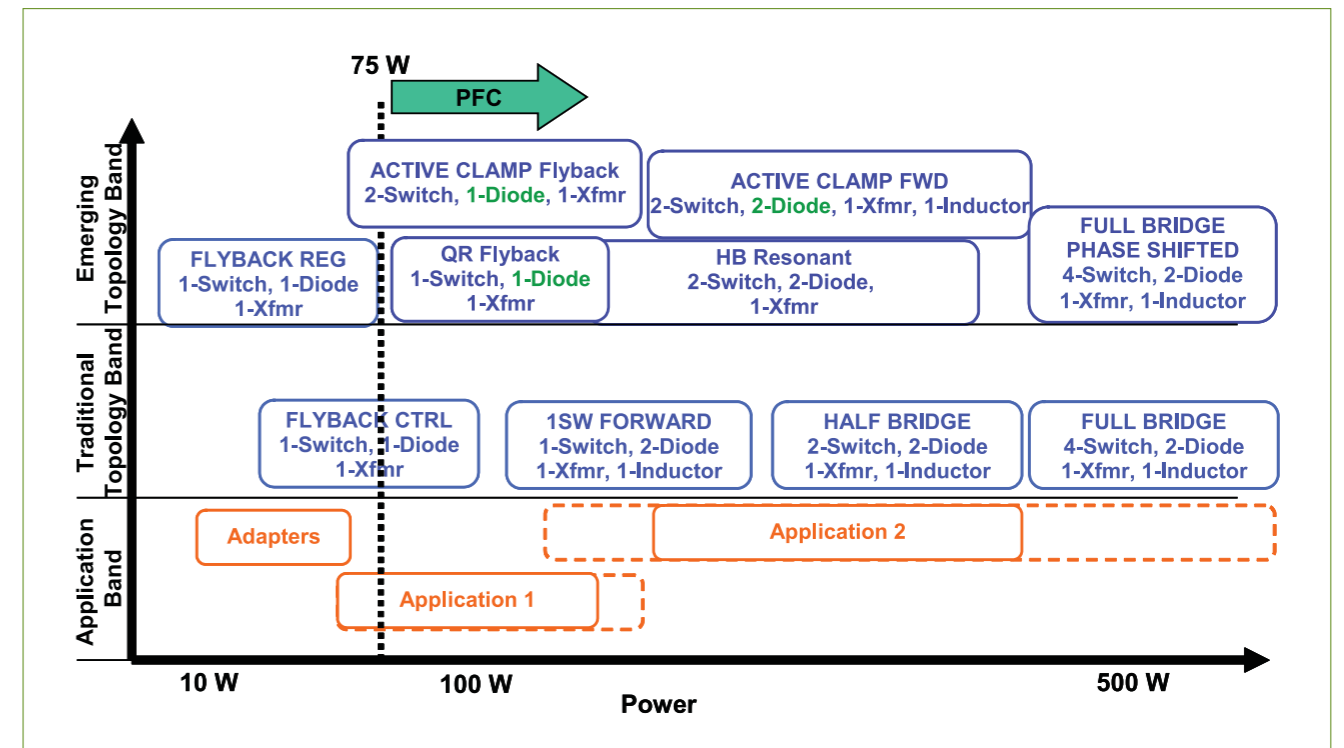 75 W
PFC
Emerging
Topology Band
ACTIVE CLAMP Flyback
2-Switch, 1-Diode, 1-Xfmr
ACTIVE CLAMP FWD
2-Switch, 2-Diode, 1-Xfmr, 1-Inductor
FLYBACK REG
1-Switch, 1-Diode
1-Xfmr
QR Flyback
1-Switch, 1-Diode
1-Xfmr
HB Resonant
2-Switch, 2-Diode,
1-Xfmr
FULL BRIDGE
PHASE SHIFTED
4-Switch, 2-Diode
1-Xfmr, 1-Inductor
Traditional
Topology Band
FLYBACK CTRL
1-Switch, 1-Diode
1-Xfmr
1SW FORWARD
1-Switch, 2-Diode
1-Xfmr, 1-Inductor
HALF BRIDGE
2-Switch, 2-Diode
1-Xfmr, 1-Inductor
FULL BRIDGE
4-Switch, 2-Diode
1-Xfmr, 1-Inductor
Application
Band
Adapters
Application 2
Application 1
10 W
100 W
500 W
Power